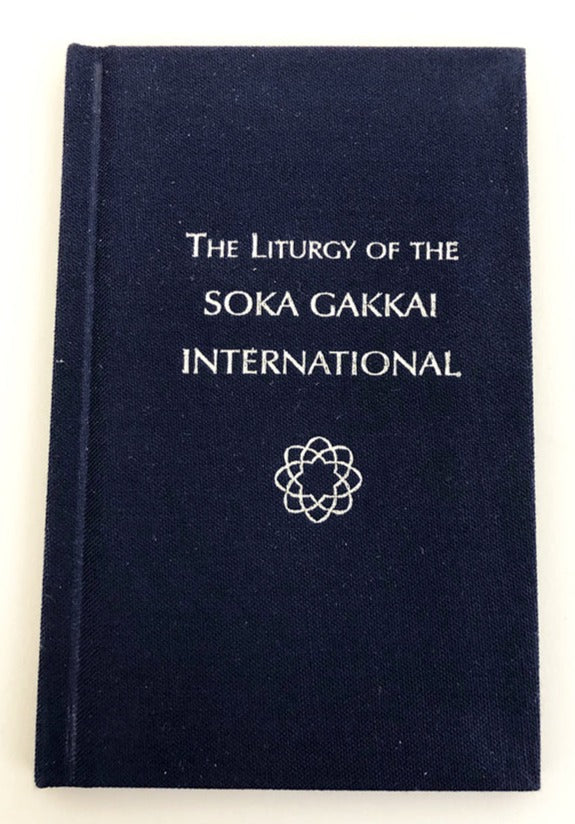 THE LITURGY OF THE
SOKA GAKKAI
INTERNATIONAL